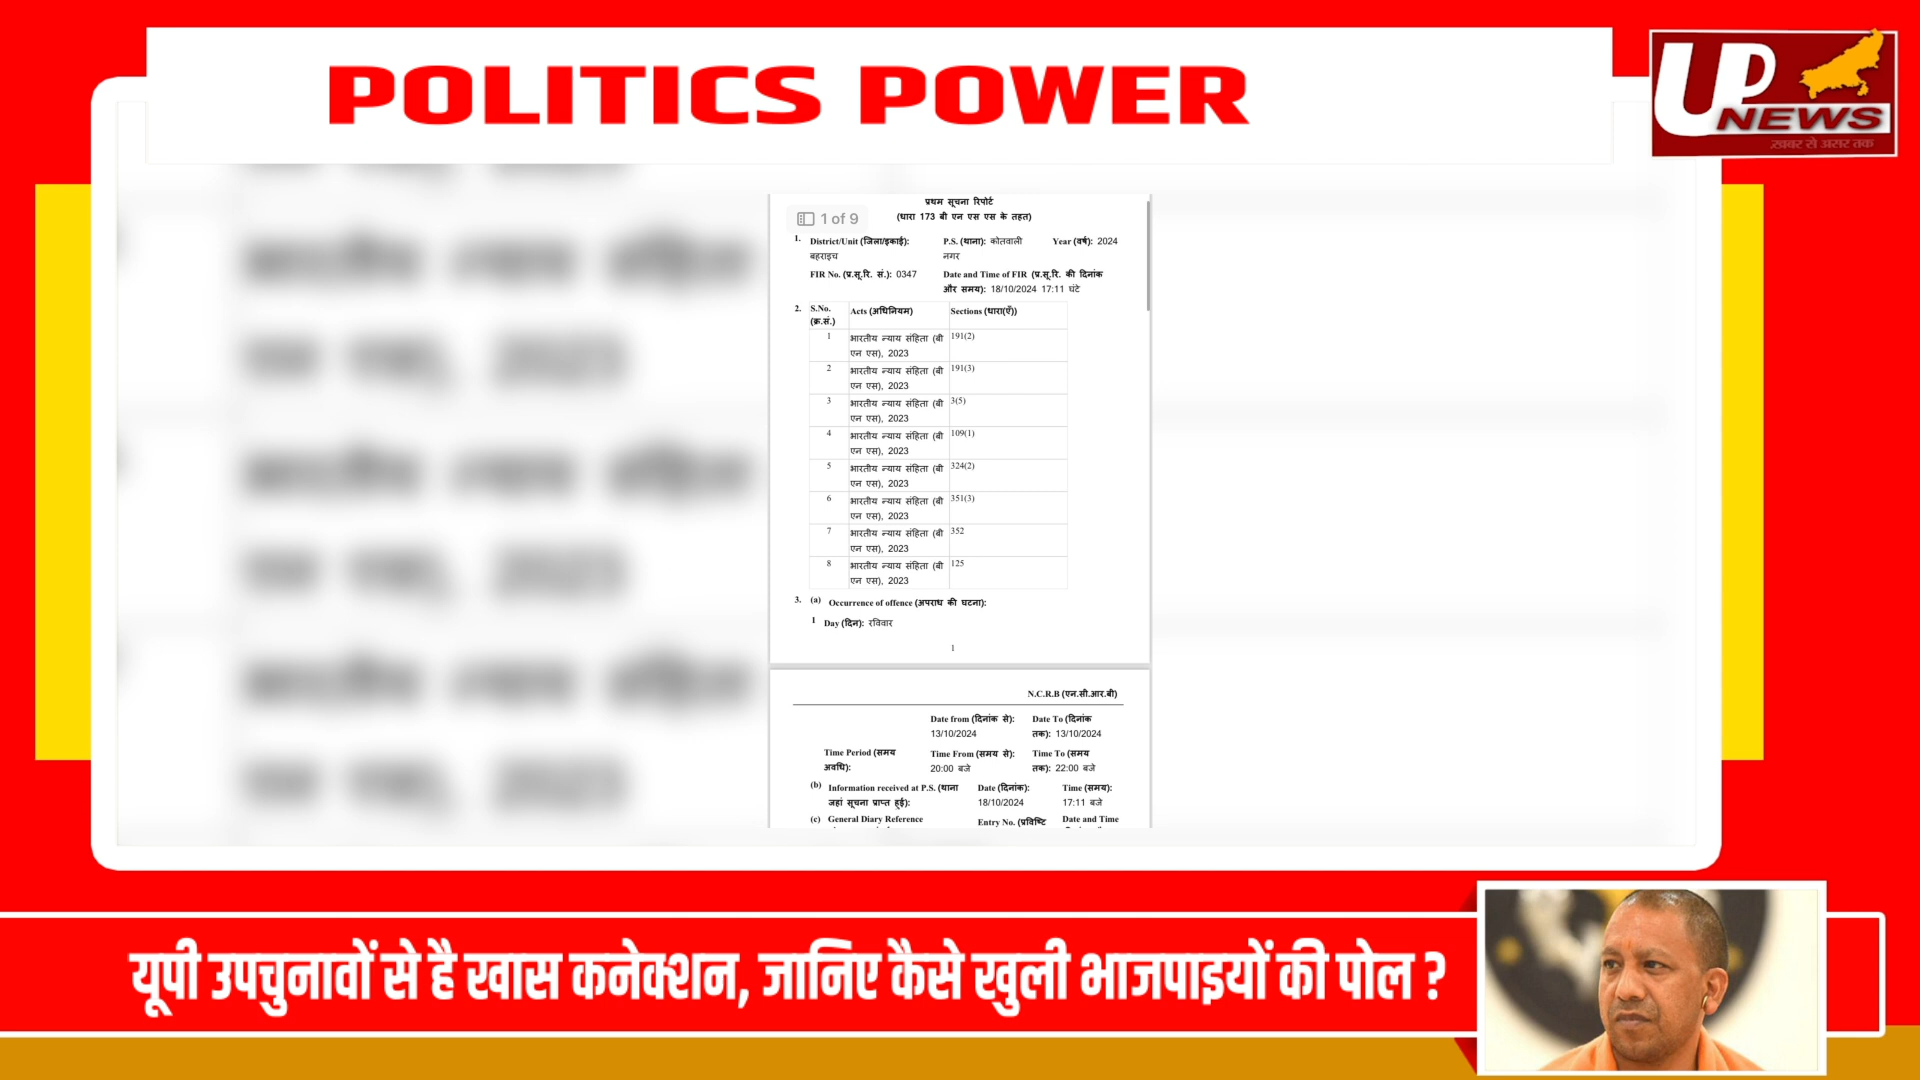 POLITICS POWER
UP
NEWS
ख़बर से असर तक
1 of 9
प्रथम सूचना रिपोर्ट
(धारा 173 बी एन एस एस के तहत)
1. District/Unit (जिला/इकाई): P.S. (थाना): कोतवाली Year (वर्ष): 2024
बहराइच नगर
FIR No. (प्र.सू.रि. सं.): 0347 Date and Time of FIR (प्र.सू.रि. की दिनांक
और समय): 18/10/2024 17:11 घंटे
2. S.No. Acts (अधिनियम) Sections (धारा(एँ))
(क्र.सं.)
1 भारतीय न्याय संहिता (बी 191(2)
एन एस), 2023
2 भारतीय न्याय संहिता (बी 191(3)
एन एस), 2023
3 भारतीय न्याय संहिता (बी 3(5)
एन एस), 2023
4 भारतीय न्याय संहिता (बी 109(1)
एन एस), 2023
5 भारतीय न्याय संहिता (बी 324(2)
एन एस), 2023
6 भारतीय न्याय संहिता (बी 351(3)
एन एस), 2023
7 भारतीय न्याय संहिता (बी 352
एन एस), 2023
8 भारतीय न्याय संहिता (बी 125
एन एस), 2023
3. (a) Occurrence of offence (अपराध की घटना):
1 Day (दिन): रविवार
1
N.C.R.B (एन.सी.आर.बी)
Date from (दिनांक से): Date To (दिनांक
13/10/2024 तक): 13/10/2024
Time Period (समय Time From (समय से): Time To (समय
अवधि): 20:00 बजे तक): 22:00 बजे
(b) Information received at P.S. (थाना Date (दिनांक): Time (समय):
जहां सूचना प्राप्त हुई): 18/10/2024 17:11 बजे
(c) General Diary Reference Entry No. (प्रविष्टि Date and Time
यूपी उपचुनावों से है खास कनेक्शन, जानिए कैसे खुली भाजपाइयों की पोल ?